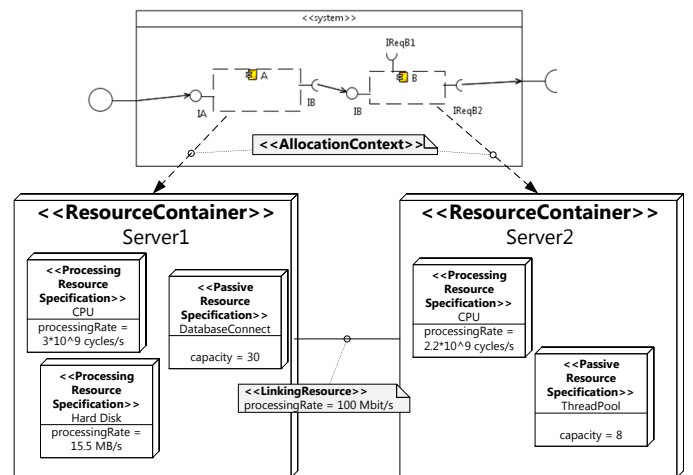 <<system>>
IReqB1
A
B
IA
IB
IB
IReqB2
<<AllocationContext>>
<<ResourceContainer>>
Server1
<<Processing
Resource
Specification>>
CPU
processingRate =
3*10^9 cycles/s
<<Passive
Resource
Specification>>
DatabaseConnect
capacity = 30
<<Processing
Resource
Specification>>
Hard Disk
processingRate =
15.5 MB/s
<<LinkingResource>>
processingRate = 100 Mbit/s
<<ResourceContainer>>
Server2
<<Processing
Resource
Specification>>
CPU
processingRate =
2.2*10^9 cycles/s
<<Passive
Resource
Specification>>
ThreadPool
capacity = 8